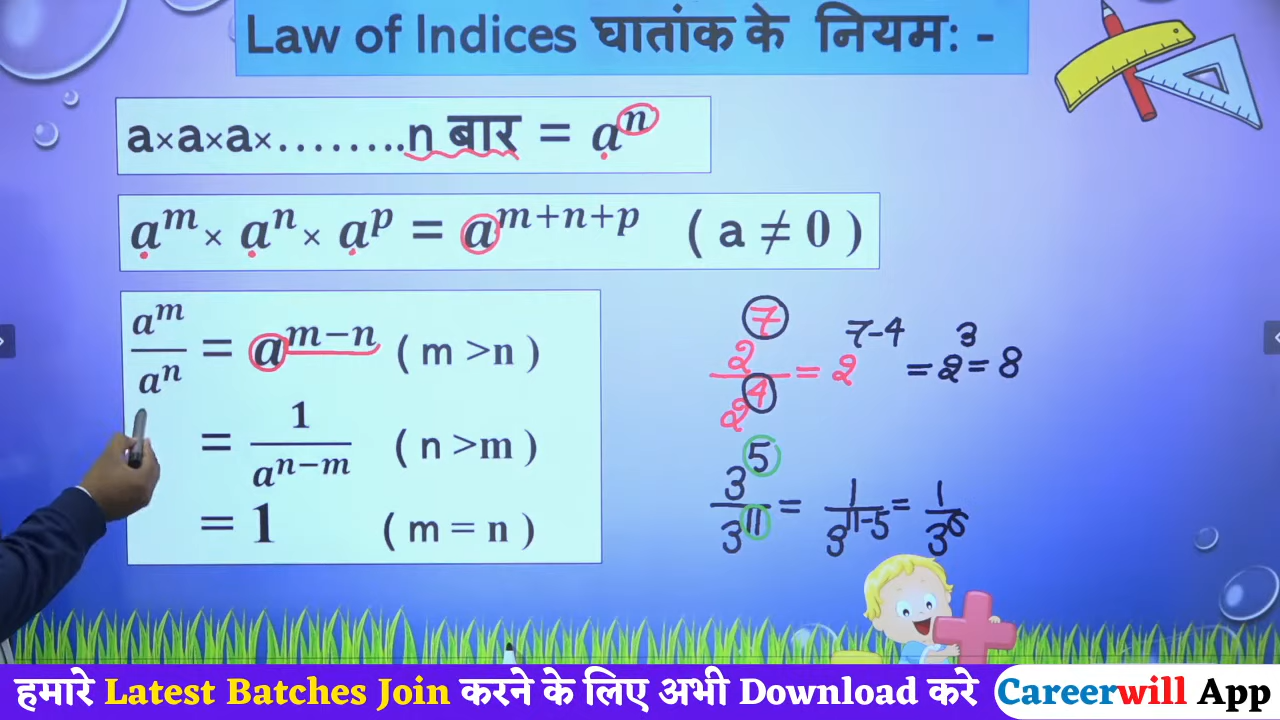 Law of Indices घातांक के नियम: -
a×a×a×........n बार = aⁿ
aᵐ × aⁿ × aᵖ = aᵐ⁺ⁿ⁺ᵖ ( a ≠ 0 )
aᵐ/aⁿ = aᵐ⁻ⁿ ( m >n )
= 1/aⁿ⁻ᵐ ( n >m )
= 1 ( m = n )
2⁷/2⁴ = 2⁷⁻⁴ = 2³ = 8
3⁵/3¹¹ = 1/3¹¹⁻⁵ = 1/3⁶
हमारे Latest Batches Join करने के लिए अभी Download करे Careerwill App